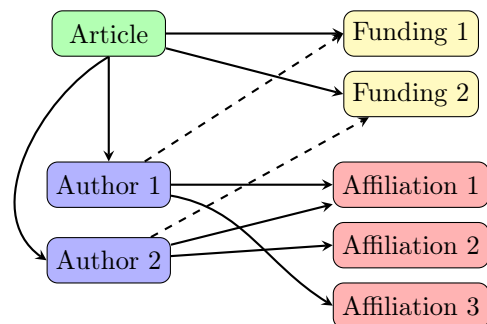 Article
Funding 1
Funding 2
Author 1
Affiliation 1
Author 2
Affiliation 2
Affiliation 3